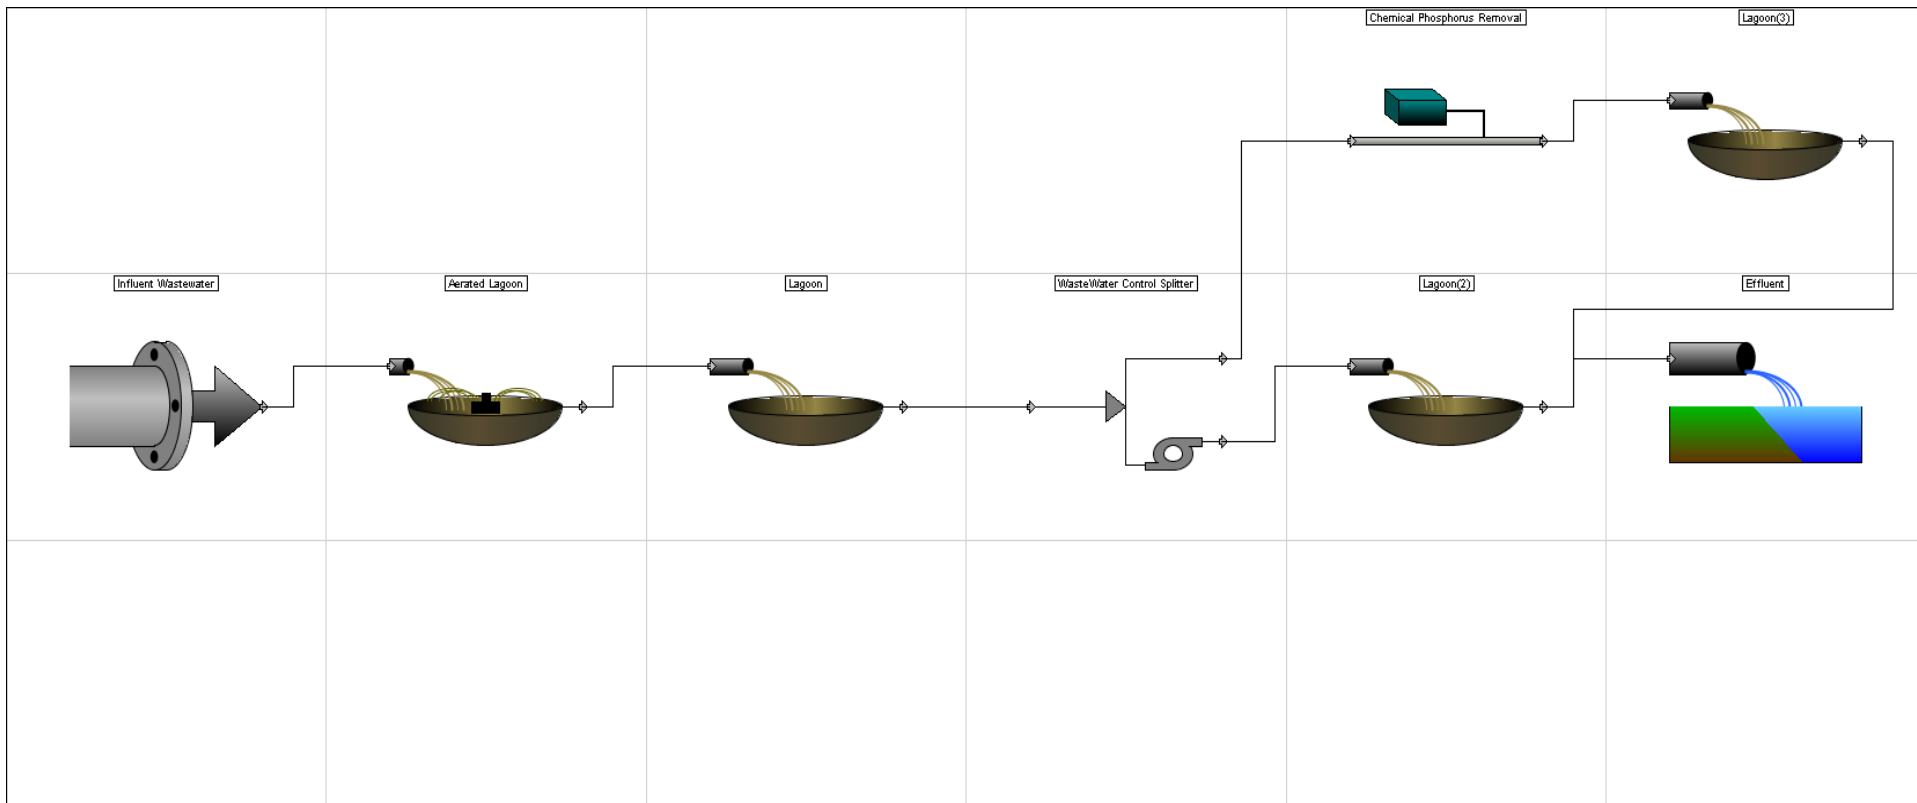 Chemical Phosphorus Removal
Lagoon(3)
Influent Wastewater
Aerated Lagoon
Lagoon
WasteWater Control Splitter
Lagoon(2)
Effluent